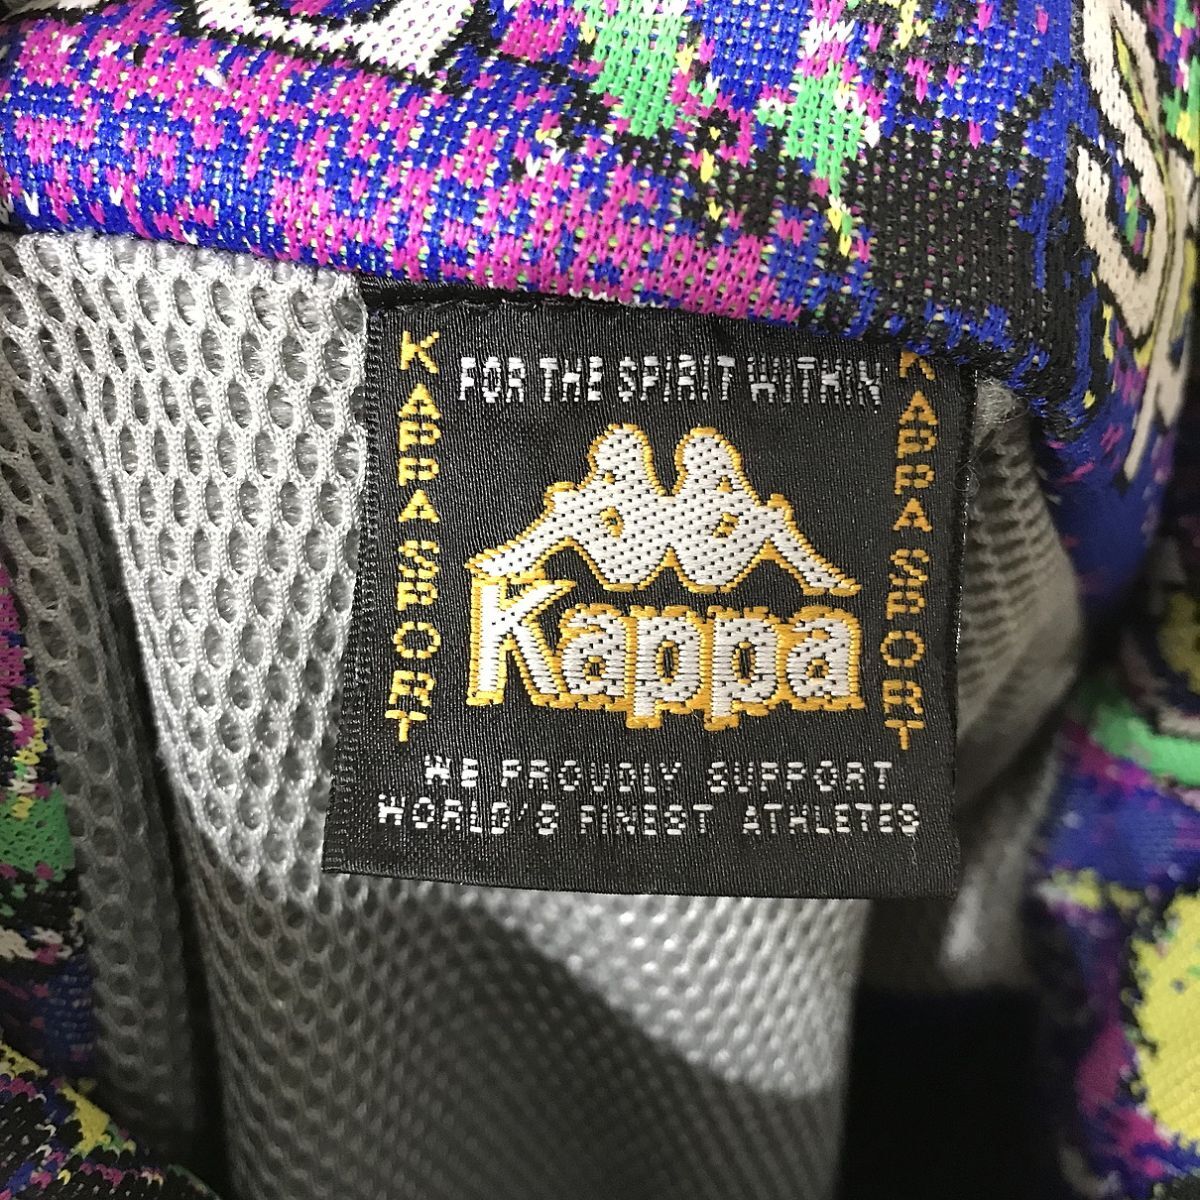 FOR THE SPIRIT WITHIN
KAPPA SPORT
KAPPA SPORT
Kappa
WE PROUDLY SUPPORT
WORLD'S FINEST ATHLETES